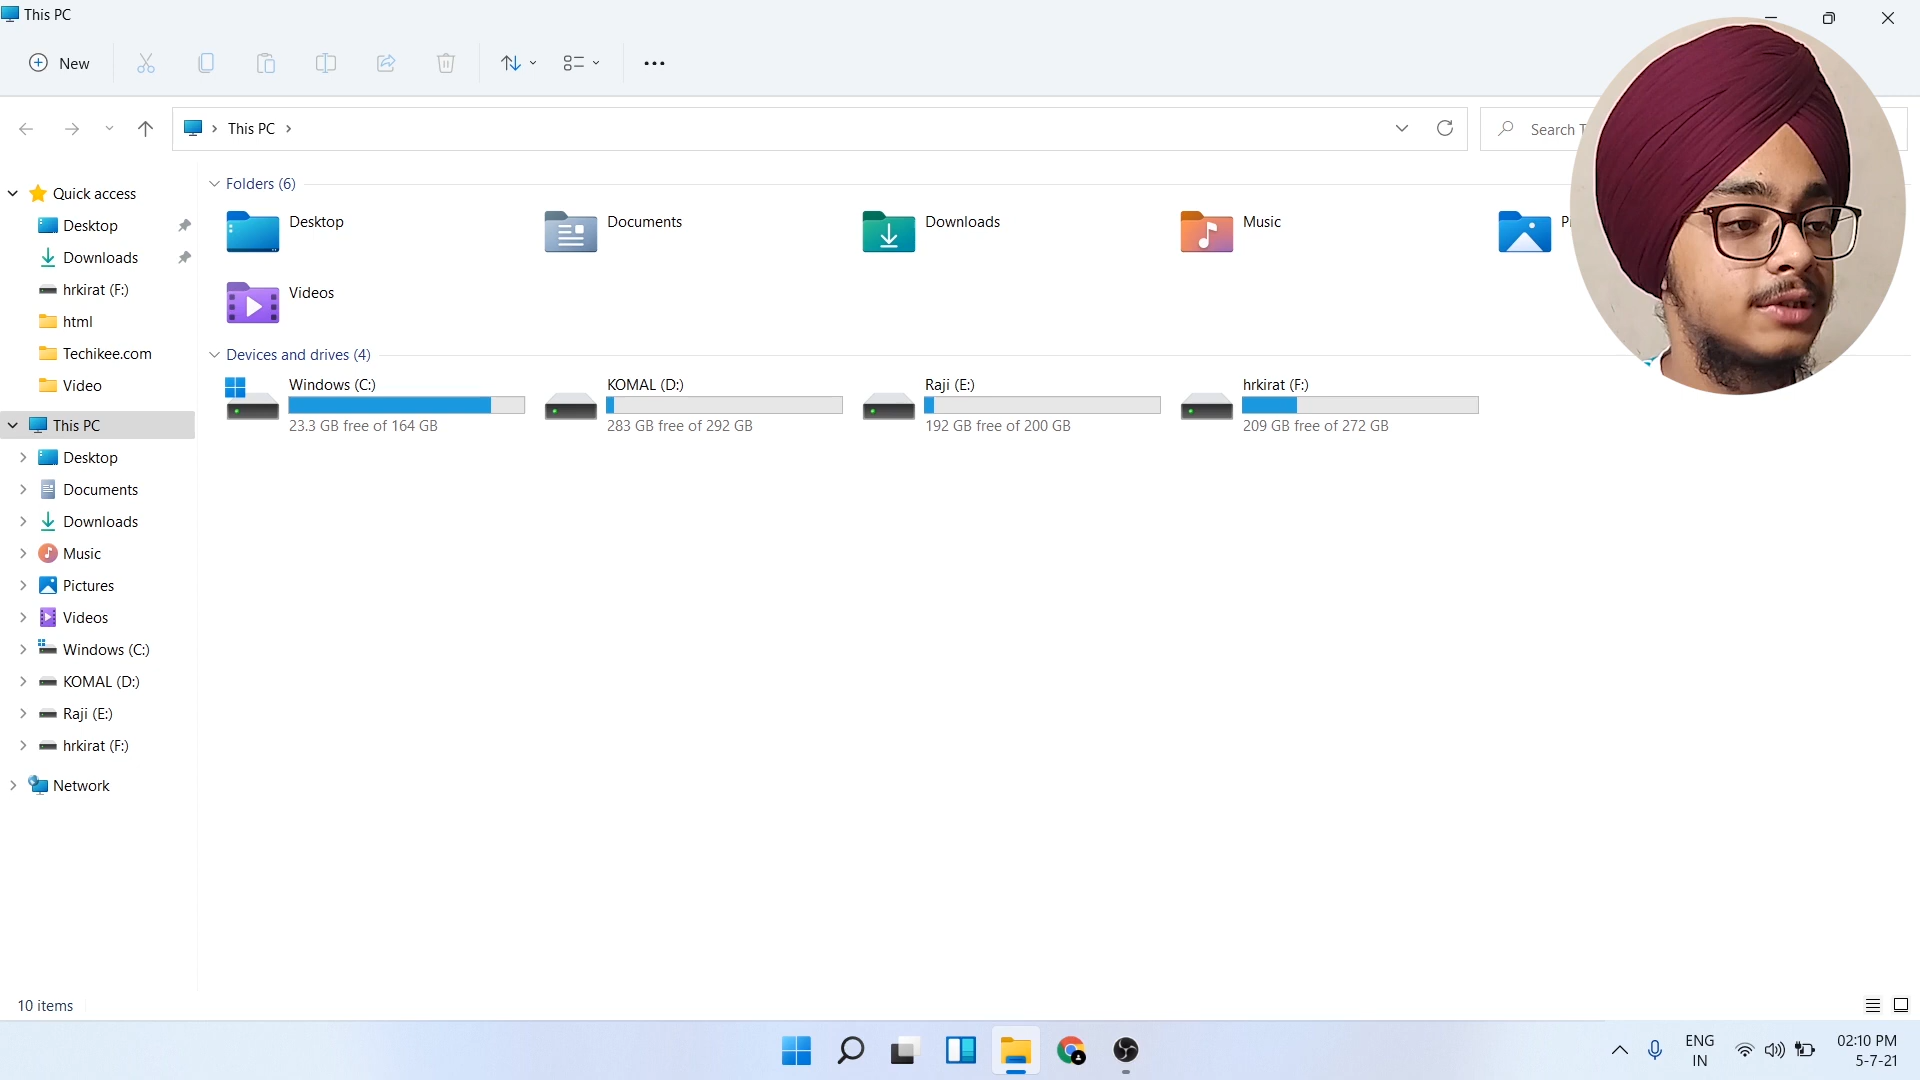 This PC
New
This PC
Search
Quick access
Desktop
Downloads
hrkirat (F:)
html
Techikee.com
Video
This PC
Desktop
Documents
Downloads
Music
Pictures
Videos
Windows (C:)
KOMAL (D:)
Raji (E:)
hrkirat (F:)
Network
Folders (6)
Desktop
Documents
Downloads
Music
Videos
Devices and drives (4)
Windows (C:)
23.3 GB free of 164 GB
KOMAL (D:)
283 GB free of 292 GB
Raji (E:)
192 GB free of 200 GB
hrkirat (F:)
209 GB free of 272 GB
10 items
ENG
IN
02:10 PM
5-7-21